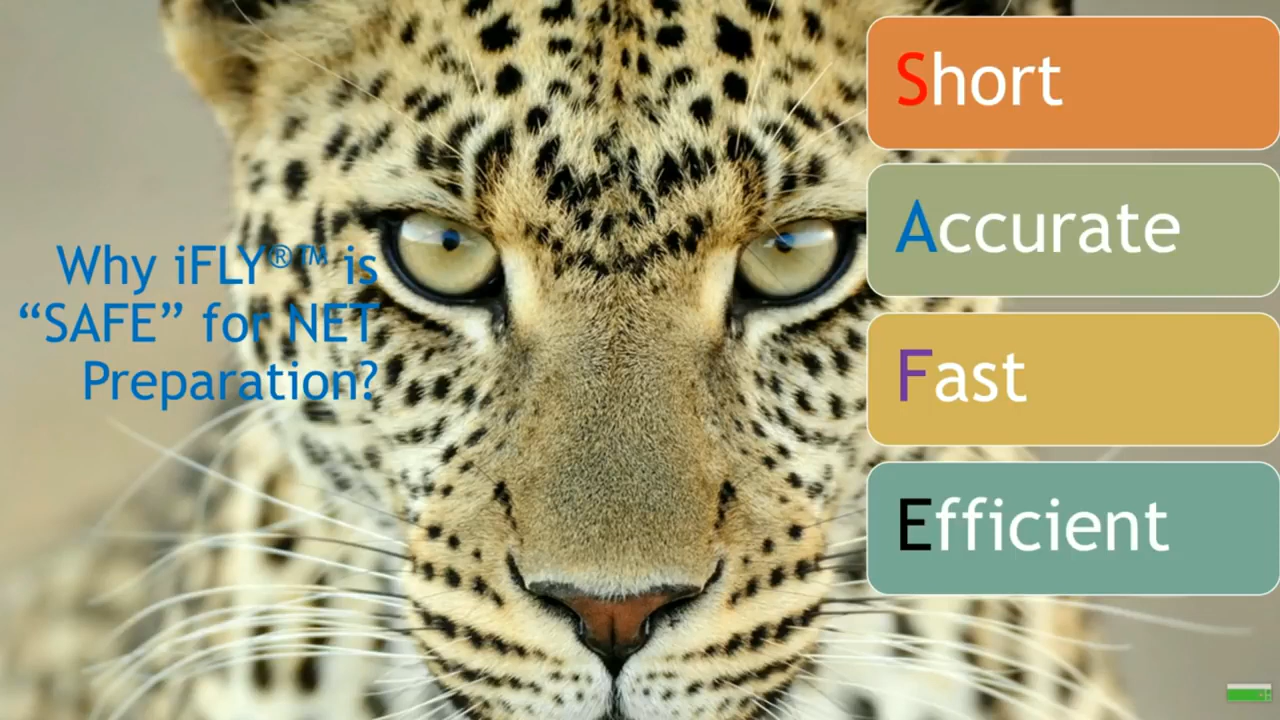 Why iFLY®™ is
“SAFE” for NET
Preparation?
Short
Accurate
Fast
Efficient